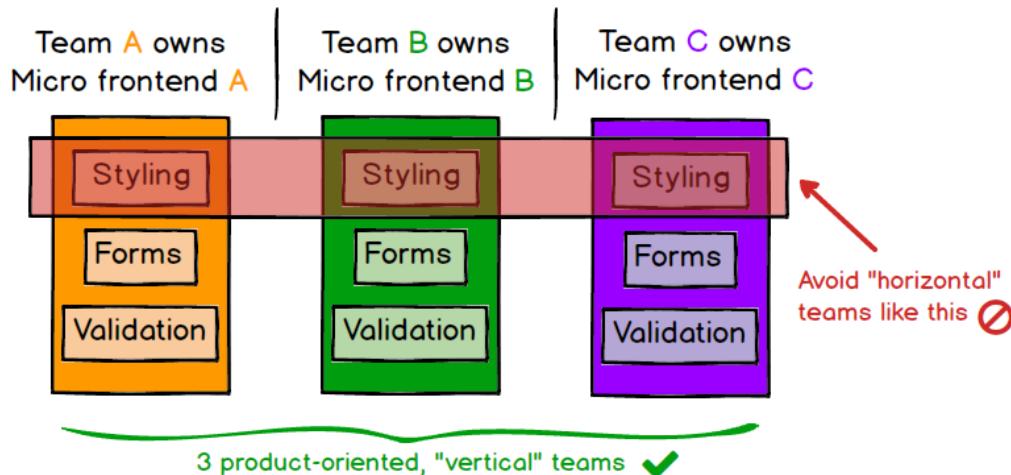 Team A owns
Micro frontend A
Team B owns
Micro frontend B
Team C owns
Micro frontend C
Styling
Styling
Styling
Forms
Forms
Forms
Validation
Validation
Validation
Avoid "horizontal"
teams like this
3 product-oriented, "vertical" teams